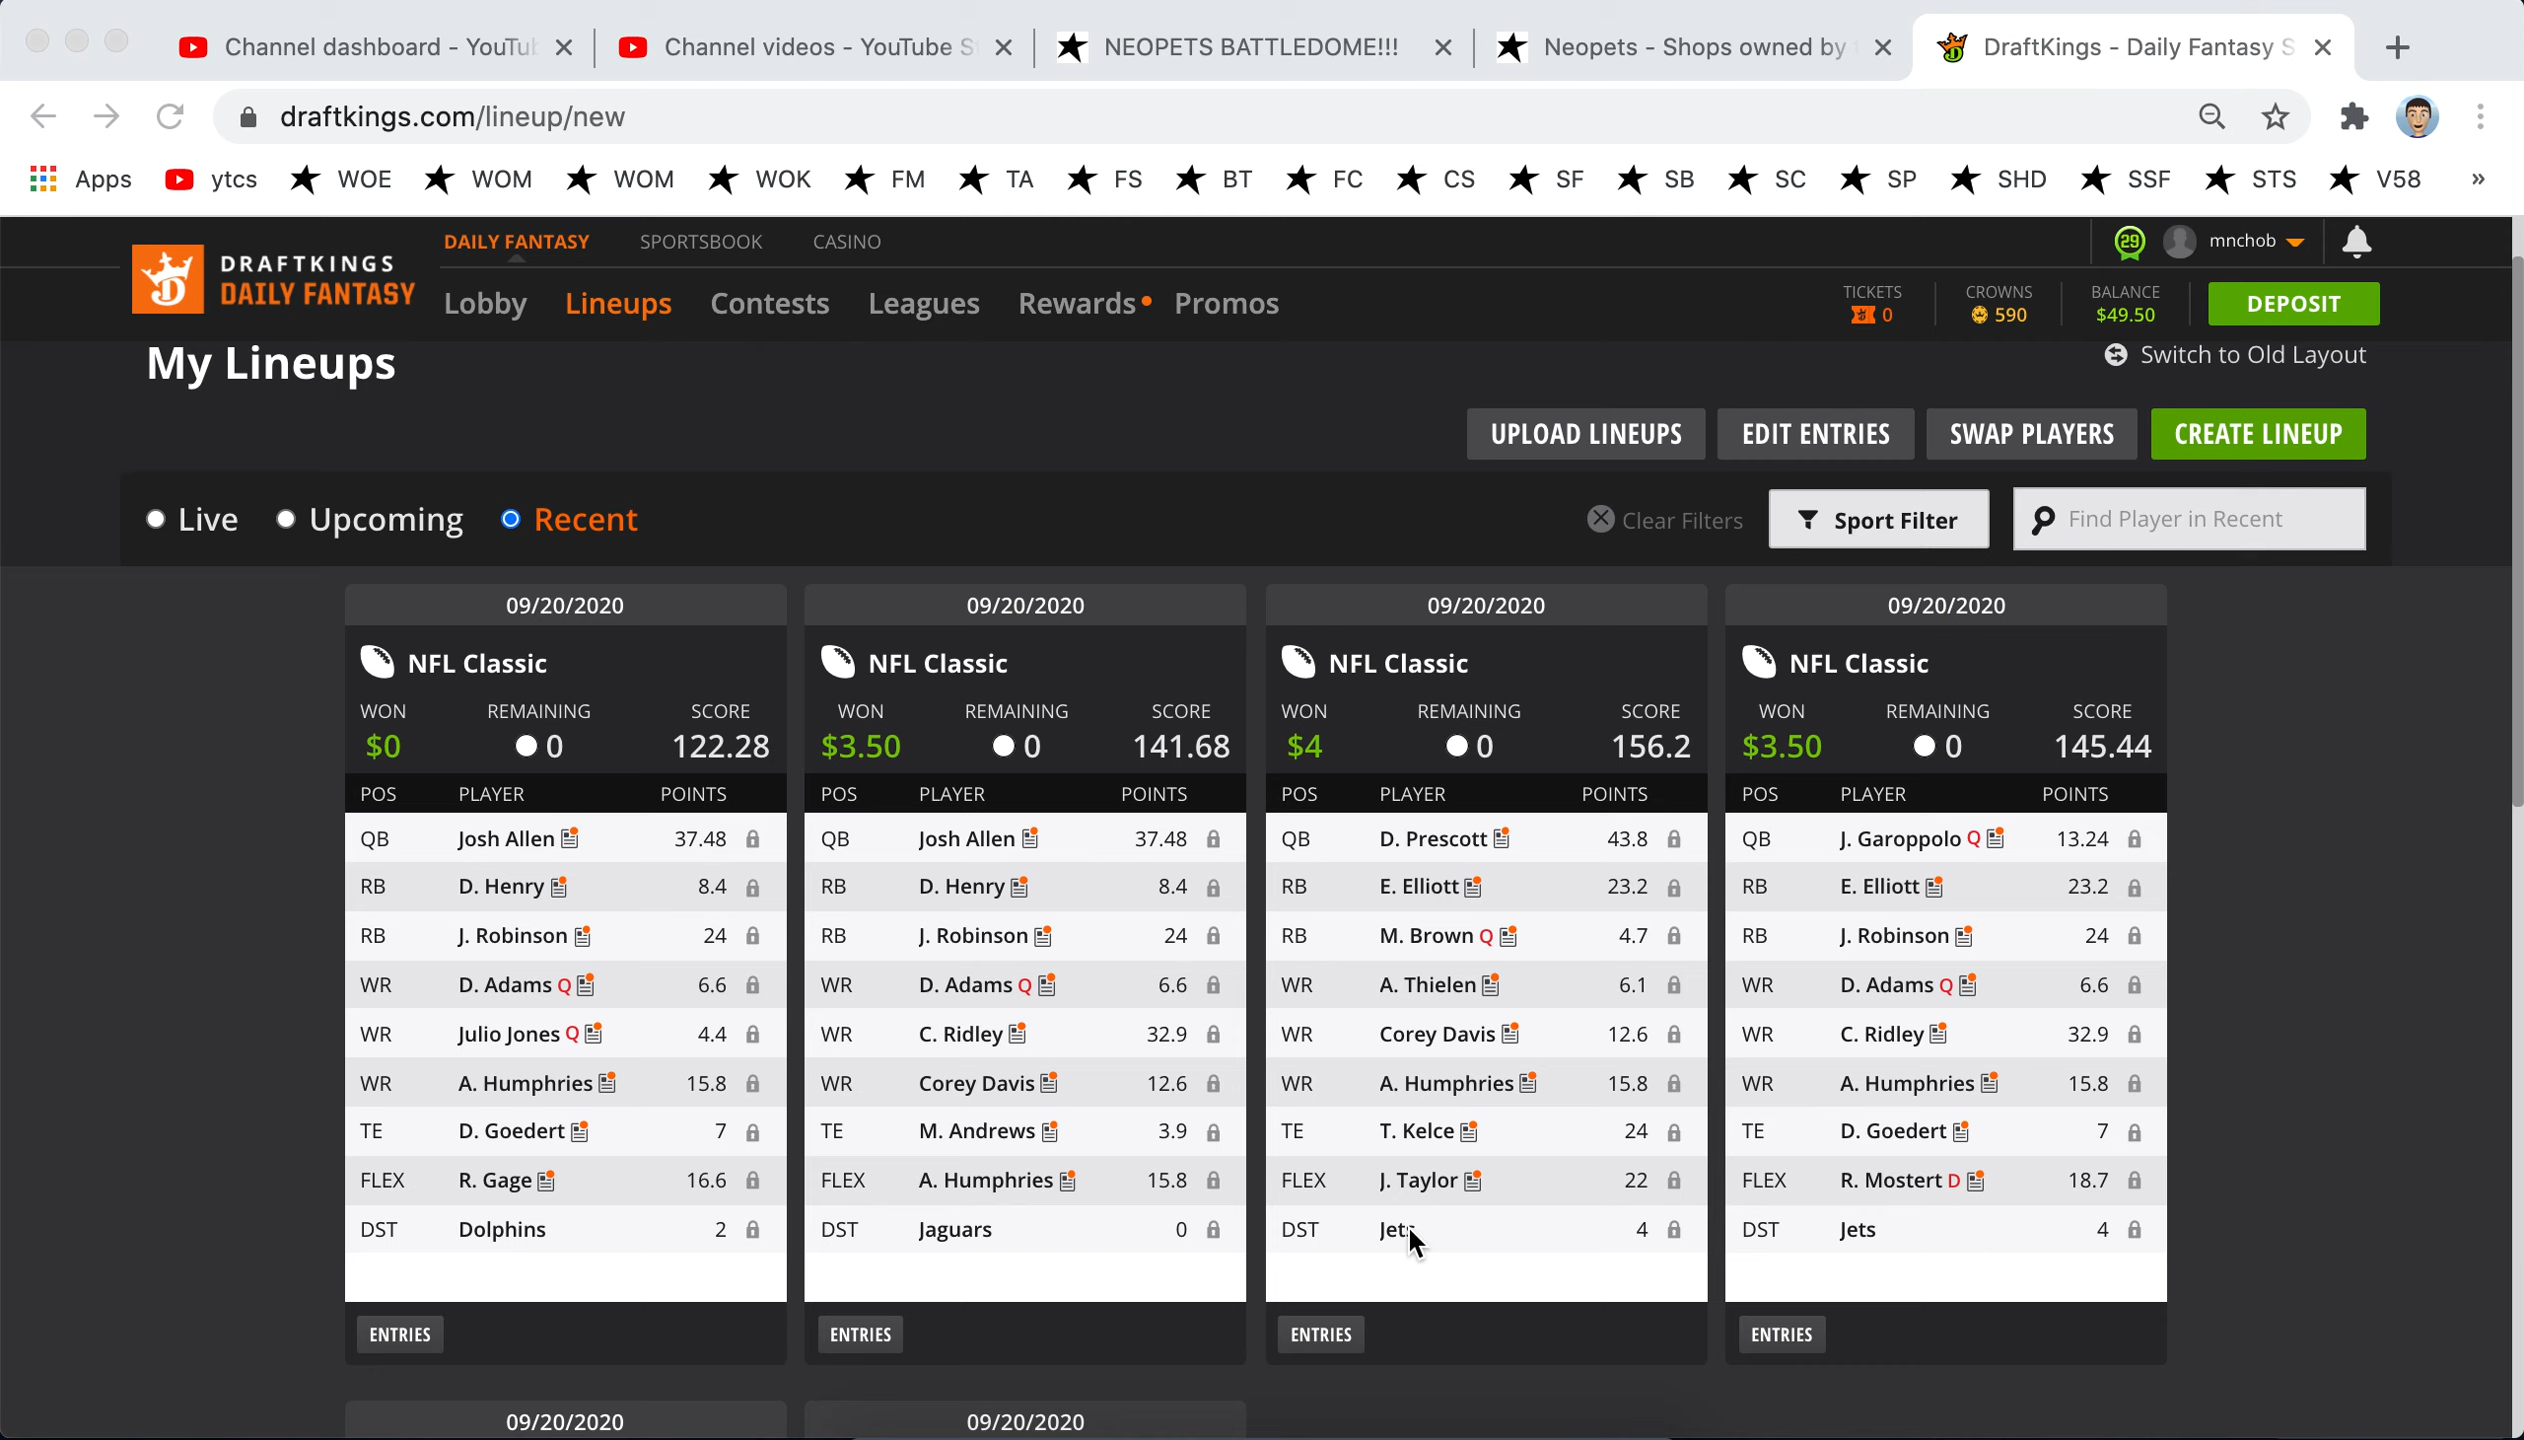 Channel dashboard - YouTu
Channel videos - YouTube S
NEOPETS BATTLEDOME!!!
Neopets - Shops owned by
DraftKings - Daily Fantasy S
draftkings.com/lineup/new
Apps ytcs WOE WOM WOM WOK FM TA FS BT FC CS SF SB SC SP SHD SSF STS V58 »
DAILY FANTASY SPORTSBOOK CASINO
29 mnchob
DRAFTKINGS
DAILY FANTASY
Lobby Lineups Contests Leagues Rewards Promos
TICKETS CROWNS BALANCE
0 590 $49.50
DEPOSIT
My Lineups
Switch to Old Layout
UPLOAD LINEUPS EDIT ENTRIES SWAP PLAYERS CREATE LINEUP
Live Upcoming Recent
Clear Filters Sport Filter Find Player in Recent
09/20/2020
NFL Classic
WON REMAINING SCORE
$0 0 122.28
POS PLAYER POINTS
QB Josh Allen 37.48
RB D. Henry 8.4
RB J. Robinson 24
WR D. Adams Q 6.6
WR Julio Jones Q 4.4
WR A. Humphries 15.8
TE D. Goedert 7
FLEX R. Gage 16.6
DST Dolphins 2
ENTRIES
09/20/2020
NFL Classic
WON REMAINING SCORE
$3.50 0 141.68
POS PLAYER POINTS
QB Josh Allen 37.48
RB D. Henry 8.4
RB J. Robinson 24
WR D. Adams Q 6.6
WR C. Ridley 32.9
WR Corey Davis 12.6
TE M. Andrews 3.9
FLEX A. Humphries 15.8
DST Jaguars 0
ENTRIES
09/20/2020
NFL Classic
WON REMAINING SCORE
$4 0 156.2
POS PLAYER POINTS
QB D. Prescott 43.8
RB E. Elliott 23.2
RB M. Brown Q 4.7
WR A. Thielen 6.1
WR Corey Davis 12.6
WR A. Humphries 15.8
TE T. Kelce 24
FLEX J. Taylor 22
DST Jets 4
ENTRIES
09/20/2020
NFL Classic
WON REMAINING SCORE
$3.50 0 145.44
POS PLAYER POINTS
QB J. Garoppolo Q 13.24
RB E. Elliott 23.2
RB J. Robinson 24
WR D. Adams Q 6.6
WR C. Ridley 32.9
WR A. Humphries 15.8
TE D. Goedert 7
FLEX R. Mostert D 18.7
DST Jets 4
ENTRIES
09/20/2020
09/20/2020